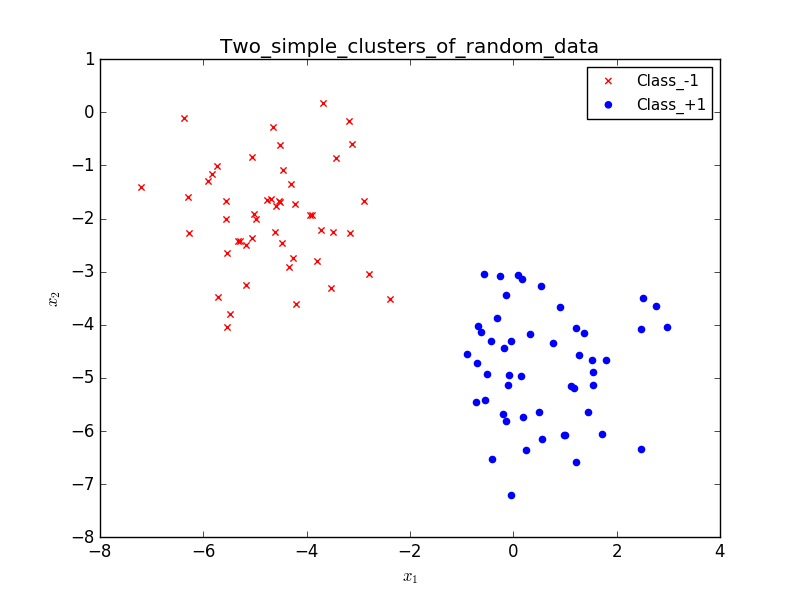 Two_simple_clusters_of_random_data
1
0
−1
−2
−3
−4
−5
−6
−7
−8
x₂
Class_-1
Class_+1
−8 −6 −4 −2 0 2 4
x₁